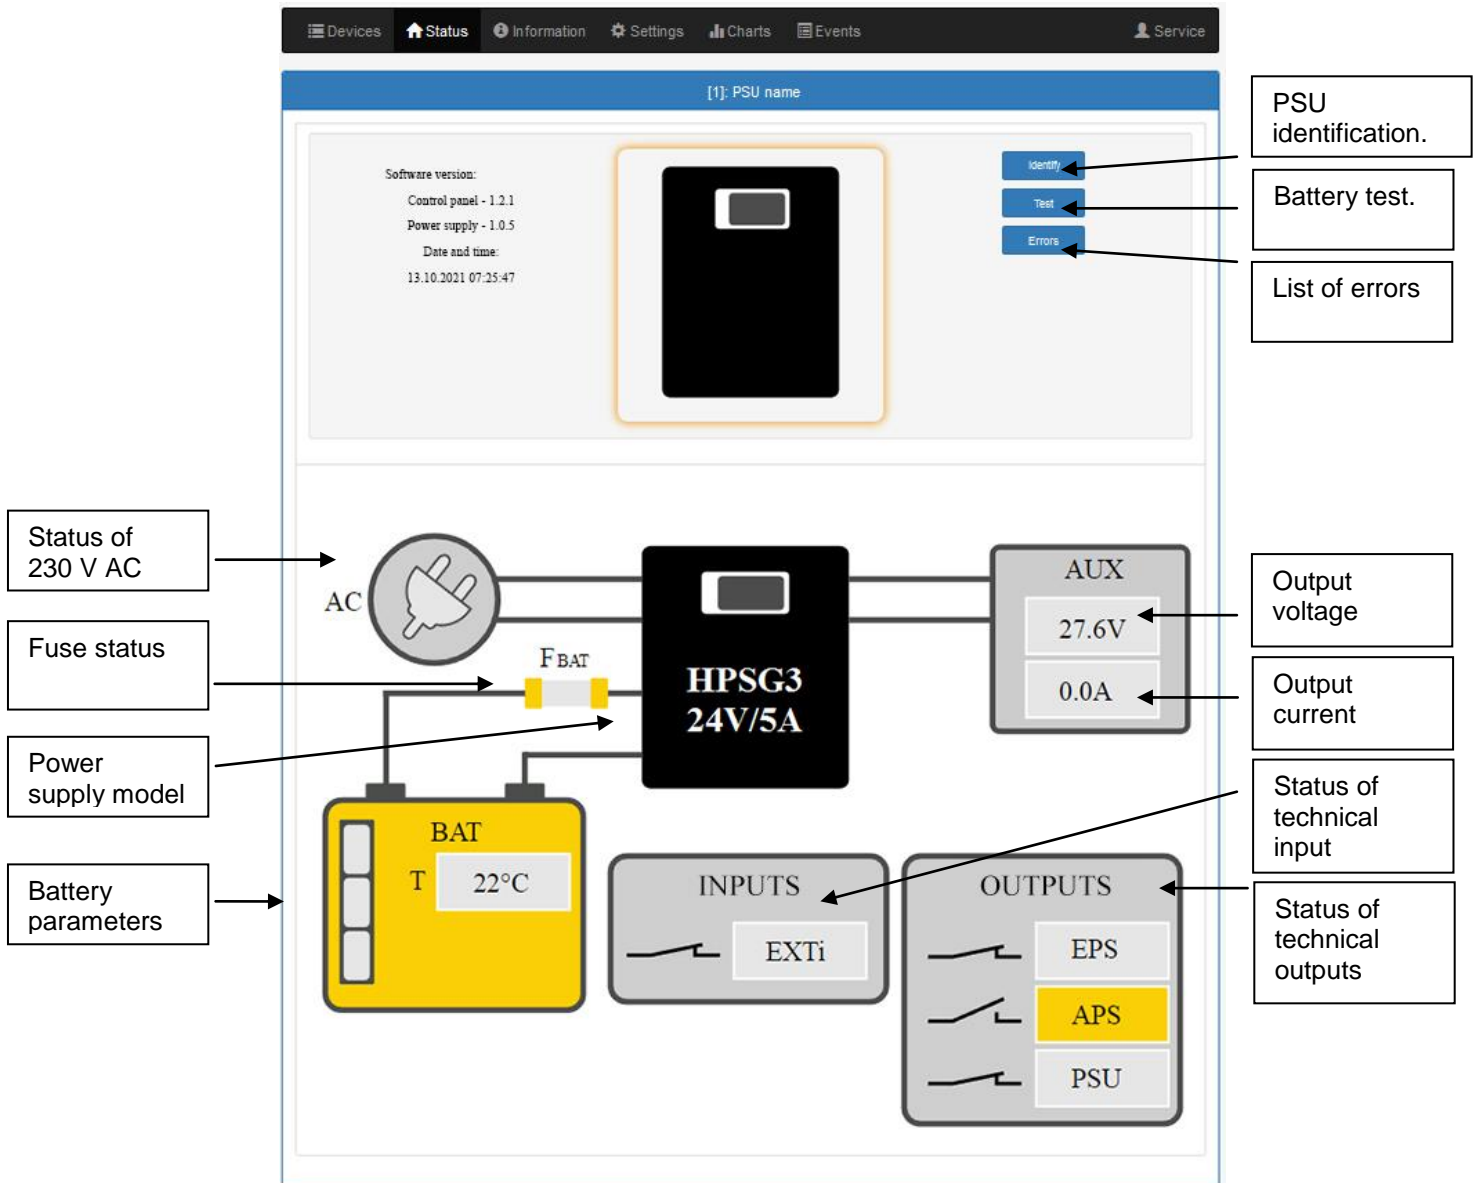 Devices Status Information Settings Charts Events Service
[1]: PSU name
Software version:
Control panel - 1.2.1
Power supply - 1.0.5
Date and time:
13.10.2021 07:25:47
Identify
Test
Errors
PSU
identification.
Battery test.
List of errors
Status of
230 V AC
Fuse status
Power
supply model
Battery
parameters
AC
FBAT
HPSG3
24V/5A
AUX
27.6V
0.0A
Output
voltage
Output
current
Status of
technical
input
Status of
technical
outputs
BAT
T 22°C
INPUTS
EXTi
OUTPUTS
EPS
APS
PSU